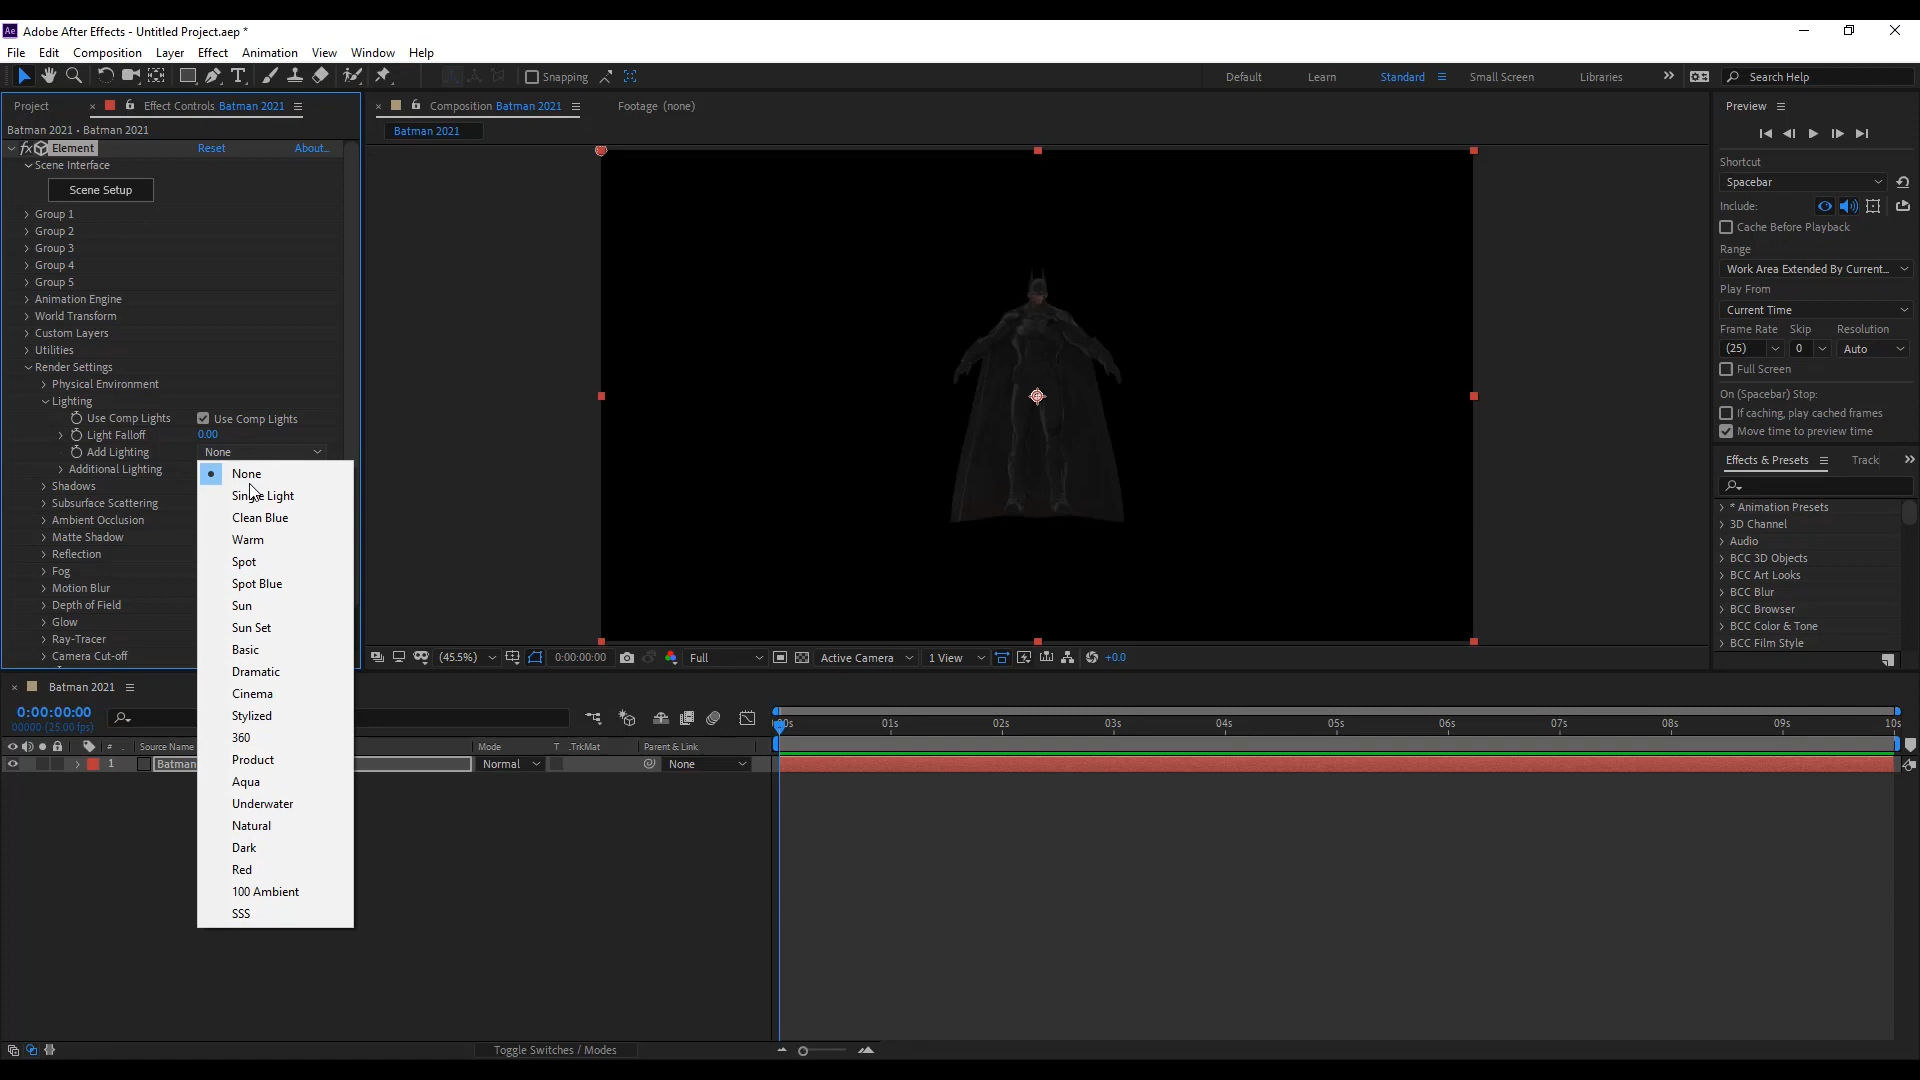 Ae Adobe After Effects - Untitled Project.aep *
File Edit Composition Layer Effect Animation View Window Help
T Snapping Default Learn Standard Small Screen Libraries » Search Help
Project × Effect Controls Batman 2021
Batman 2021 • Batman 2021
fx Element Reset About...
Scene Interface
Scene Setup
Group 1
Group 2
Group 3
Group 4
Group 5
Animation Engine
World Transform
Custom Layers
Utilities
Render Settings
Physical Environment
Lighting
Use Comp Lights Use Comp Lights
Light Falloff 0.00
Add Lighting None
Additional Lighting
Shadows
Subsurface Scattering
Ambient Occlusion
Matte Shadow
Reflection
Fog
Motion Blur
Depth of Field
Glow
Ray-Tracer
Camera Cut-off
None
Single Light
Clean Blue
Warm
Spot
Spot Blue
Sun
Sun Set
Basic
Dramatic
Cinema
Stylized
360
Product
Aqua
Underwater
Natural
Dark
Red
100 Ambient
SSS
× Composition Batman 2021 Footage (none)
Batman 2021
(45.5%) 0:00:00:00 Full Active Camera 1 View +0.0
Preview
Shortcut
Spacebar
Include:
Cache Before Playback
Range
Work Area Extended By Current...
Play From
Current Time
Frame Rate Skip Resolution
(25) 0 Auto
Full Screen
On (Spacebar) Stop:
If caching, play cached frames
Move time to preview time
Effects & Presets Track »
* Animation Presets
3D Channel
Audio
BCC 3D Objects
BCC Art Looks
BCC Blur
BCC Browser
BCC Color & Tone
BCC Film Style
× Batman 2021
0:00:00:00
00000 (25.00 fps)
# . Source Name Mode T .TrkMat Parent & Link
1 Batman Normal None
00s 01s 02s 03s 04s 05s 06s 07s 08s 09s 10s
Toggle Switches / Modes